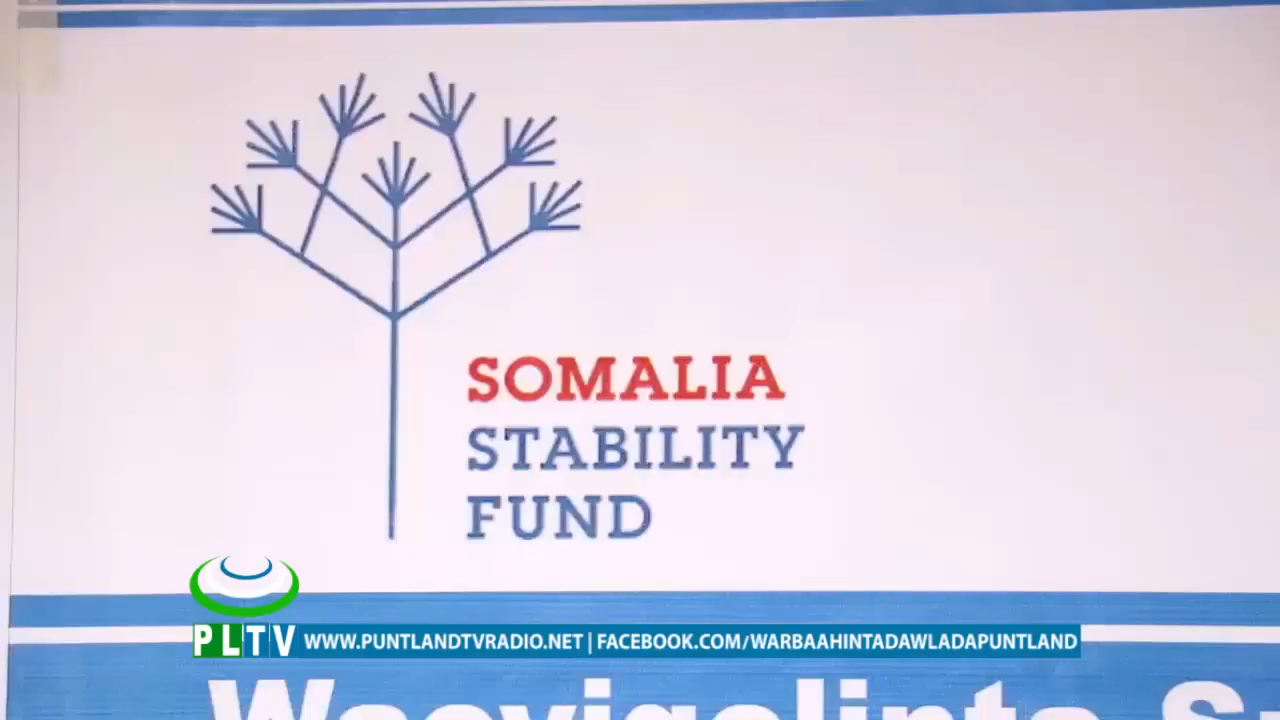 SOMALIA
STABILITY
FUND
PLTV WWW.PUNTLANDTVRADIO.NET | FACEBOOK.COM/WARBAAHINTADAWLADAPUNTLAND